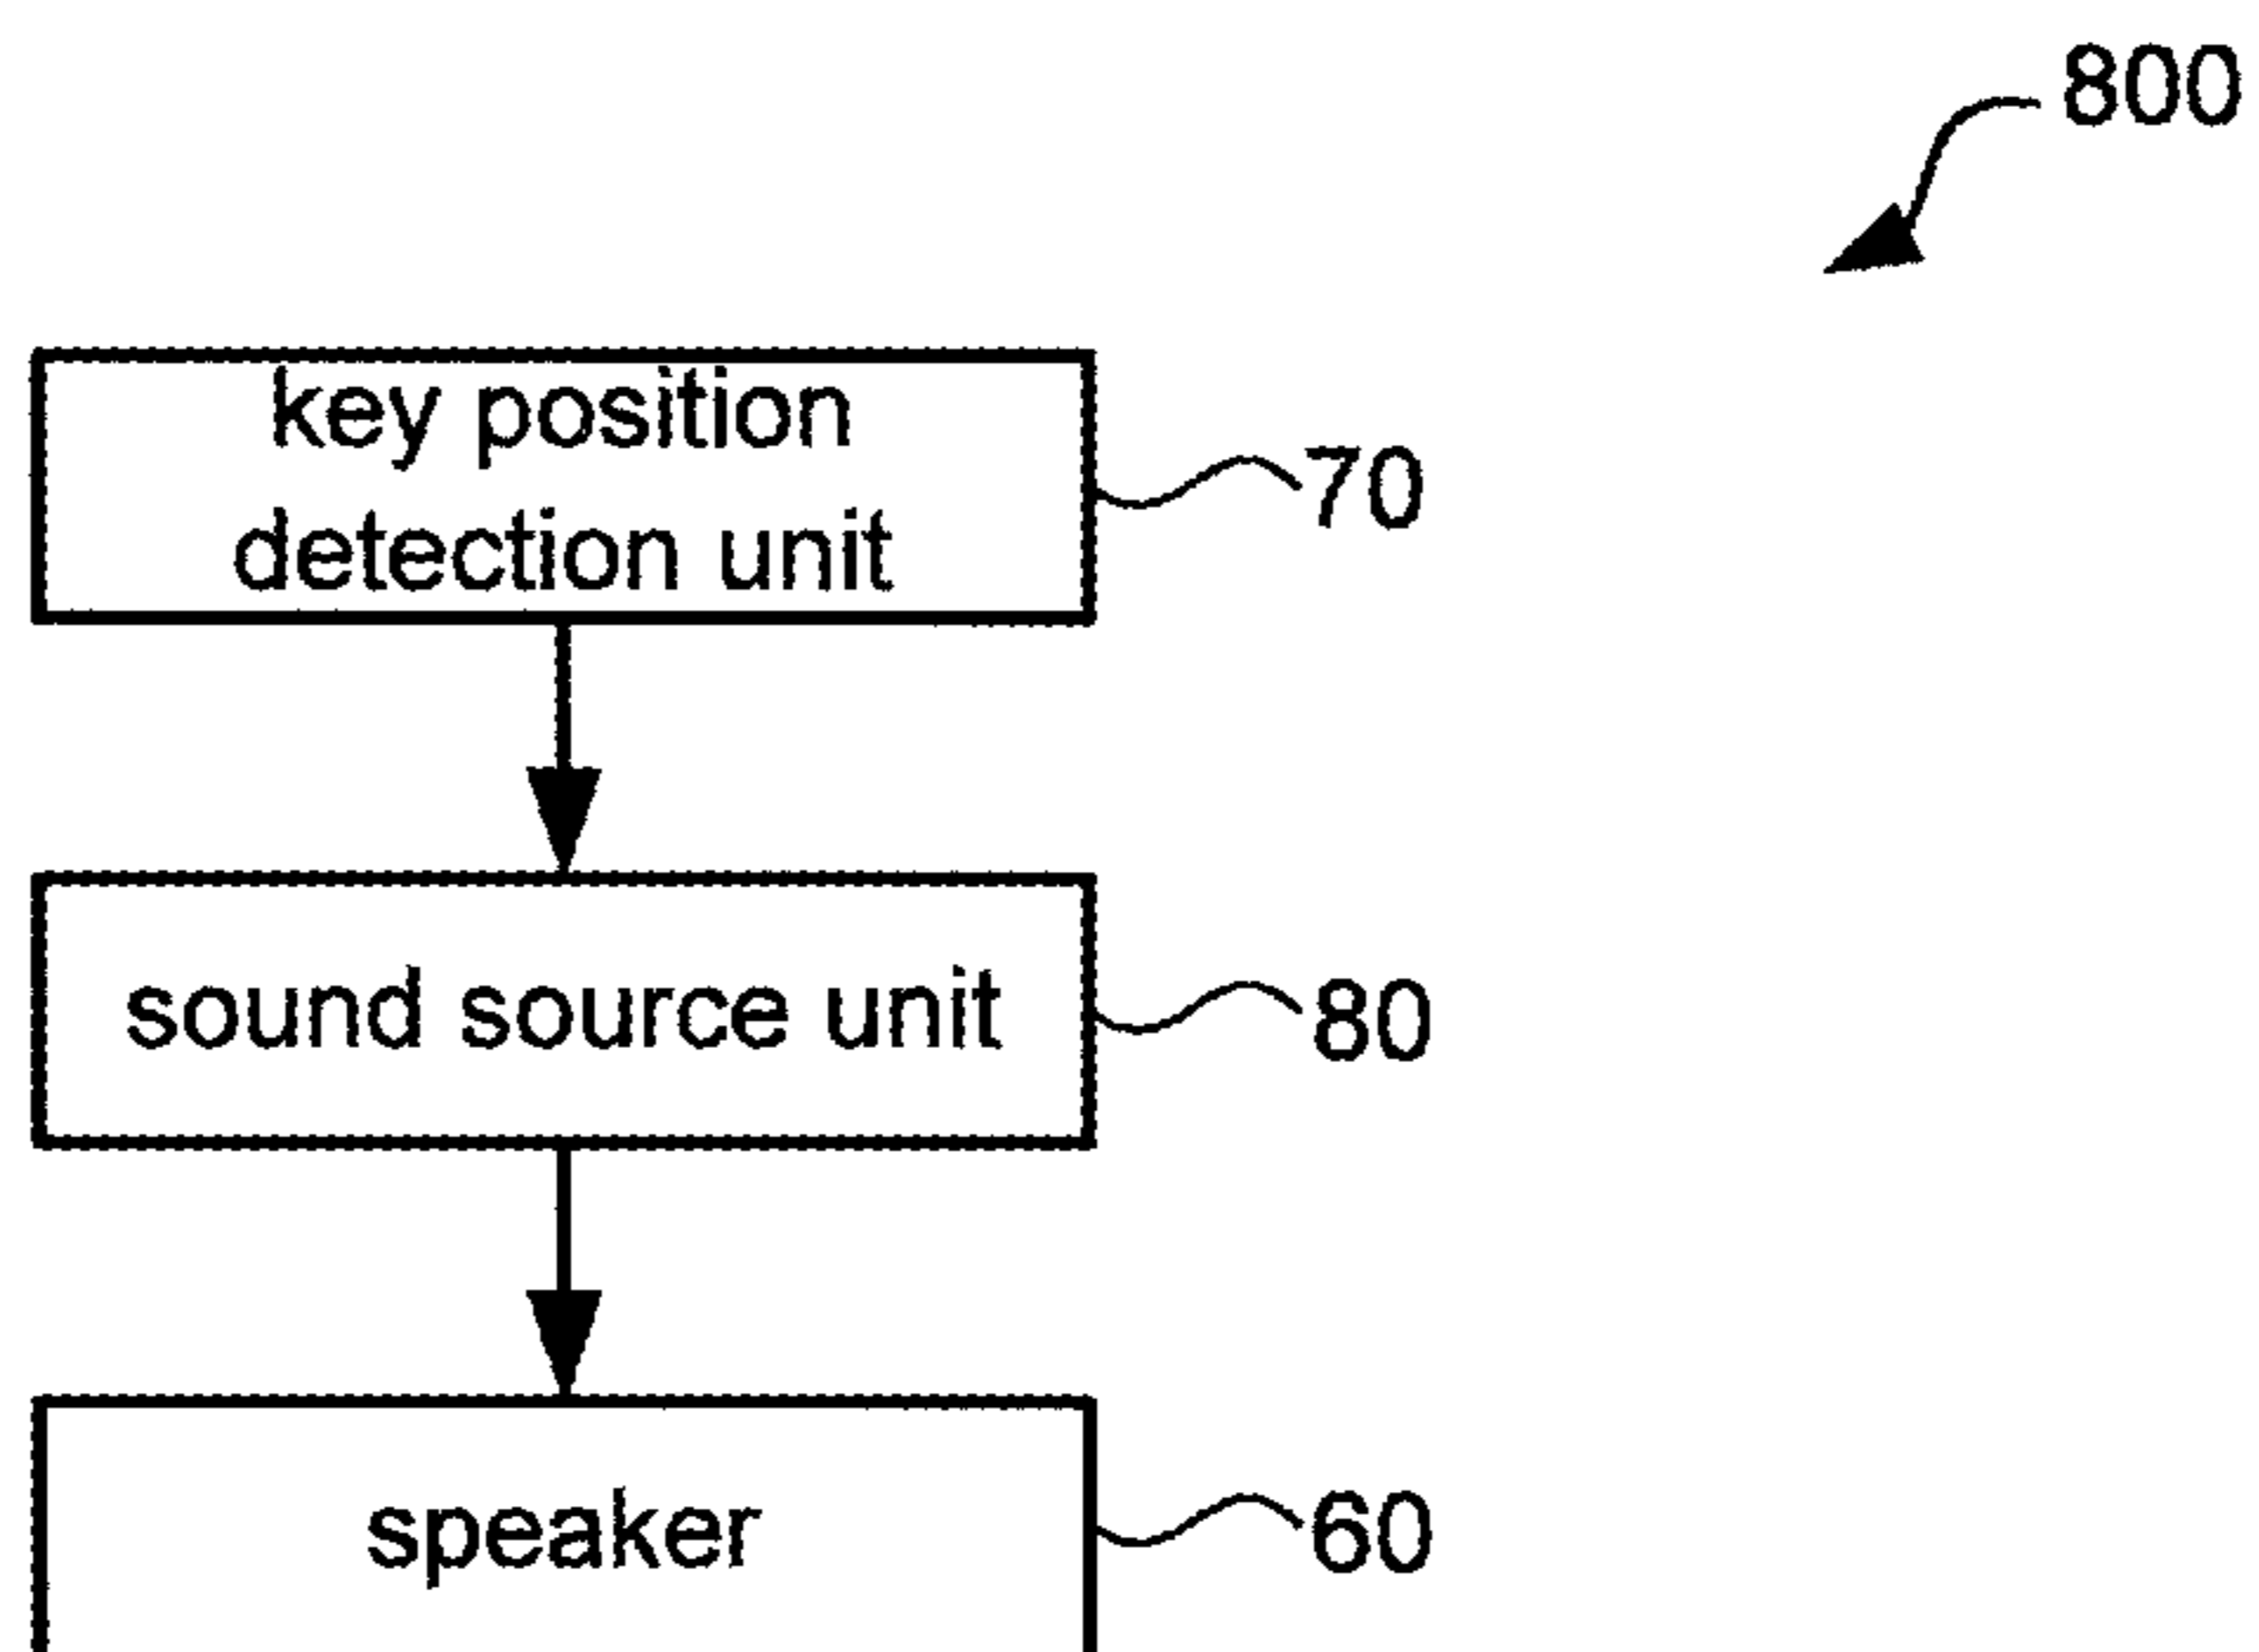 800
key position
detection unit
70
sound source unit
80
speaker
60